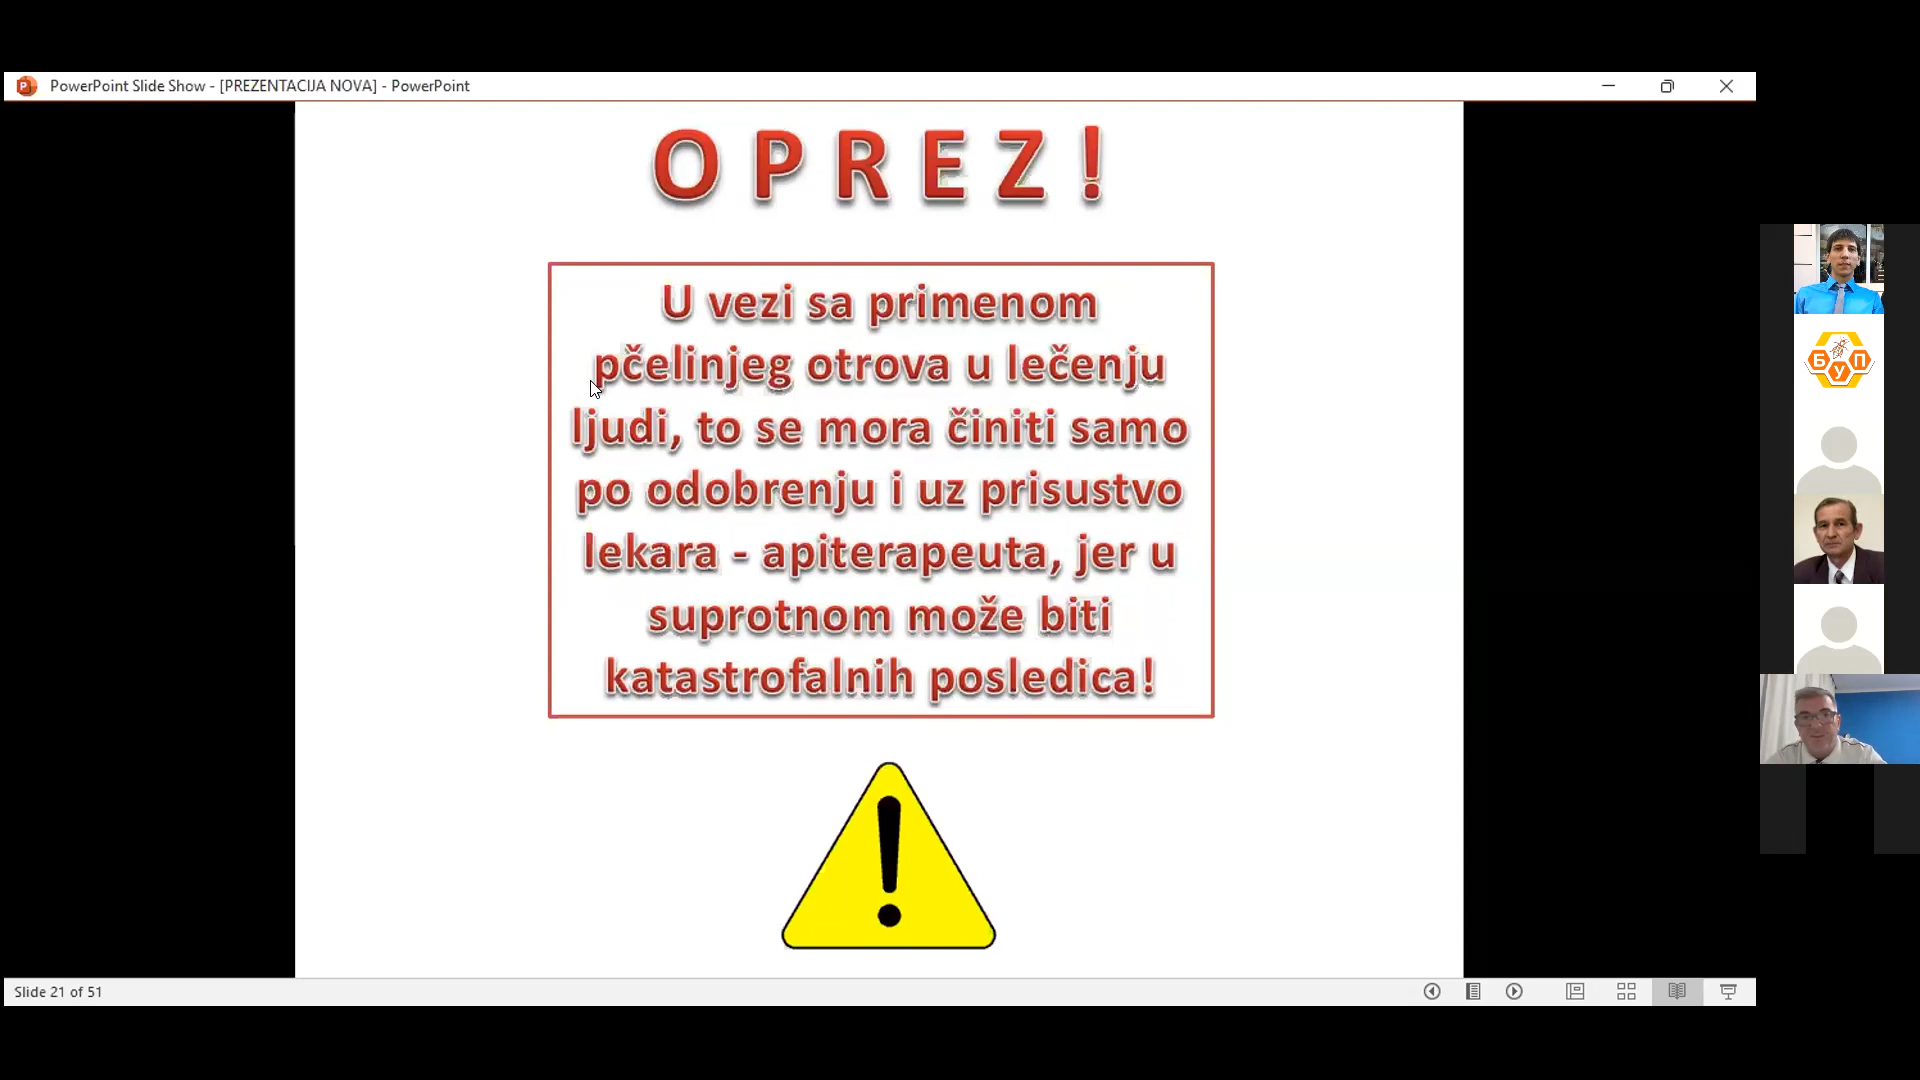 PowerPoint Slide Show - [PREZENTACIJA NOVA] - PowerPoint
O P R E Z !
U vezi sa primenom
pčelinjeg otrova u lečenju
ljudi, to se mora činiti samo
po odobrenju i uz prisustvo
lekara - apiterapeuta, jer u
suprotnom može biti
katastrofalnih posledica!
БУП
Slide 21 of 51